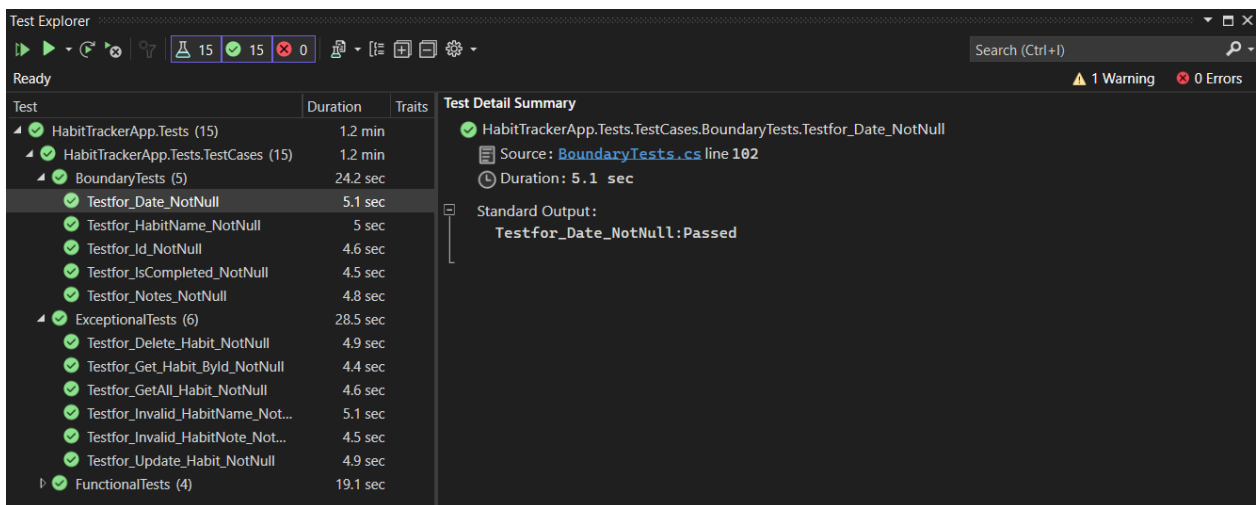 Test Explorer
15 15 0
Search (Ctrl+I)
Ready
1 Warning 0 Errors
Test Duration Traits
HabitTrackerApp.Tests (15) 1.2 min
HabitTrackerApp.Tests.TestCases (15) 1.2 min
BoundaryTests (5) 24.2 sec
Testfor_Date_NotNull 5.1 sec
Testfor_HabitName_NotNull 5 sec
Testfor_Id_NotNull 4.6 sec
Testfor_IsCompleted_NotNull 4.5 sec
Testfor_Notes_NotNull 4.8 sec
ExceptionalTests (6) 28.5 sec
Testfor_Delete_Habit_NotNull 4.9 sec
Testfor_Get_Habit_ById_NotNull 4.4 sec
Testfor_GetAll_Habit_NotNull 4.6 sec
Testfor_Invalid_HabitName_Not... 5.1 sec
Testfor_Invalid_HabitNote_Not... 4.5 sec
Testfor_Update_Habit_NotNull 4.9 sec
FunctionalTests (4) 19.1 sec
Test Detail Summary
HabitTrackerApp.Tests.TestCases.BoundaryTests.Testfor_Date_NotNull
Source: BoundaryTests.cs line 102
Duration: 5.1 sec
Standard Output:
Testfor_Date_NotNull:Passed